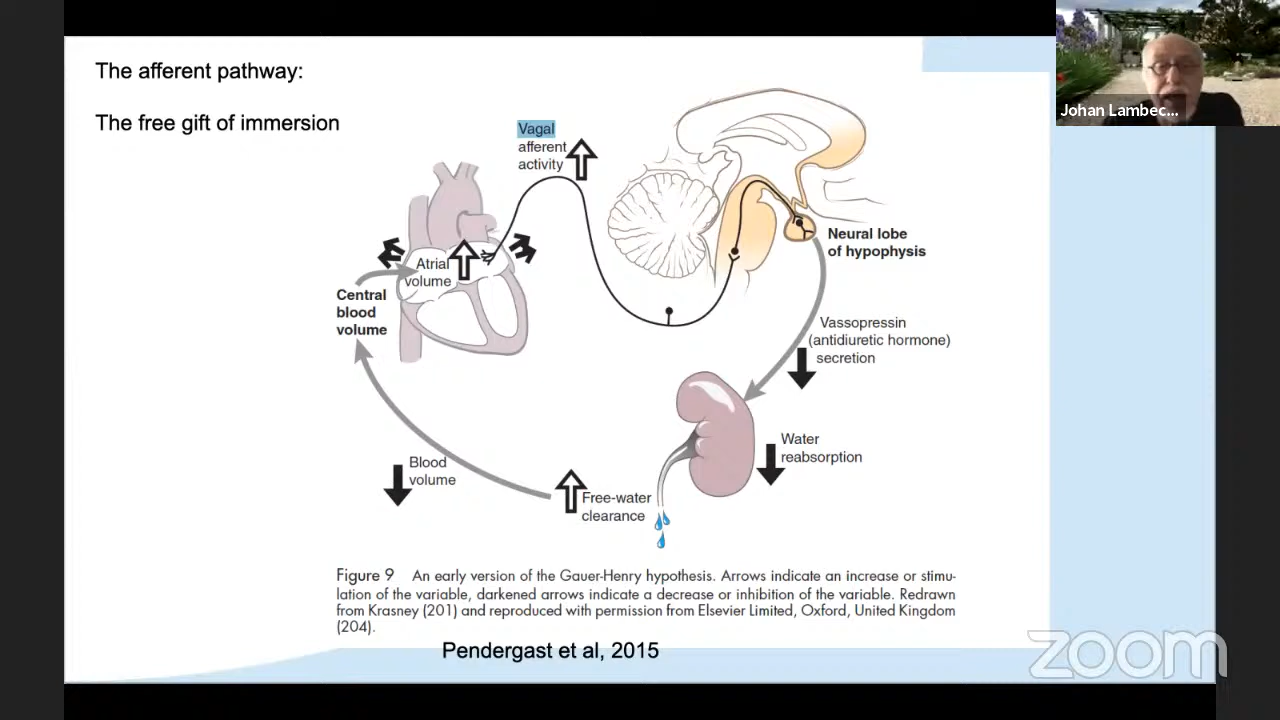 The afferent pathway:
The free gift of immersion
Johan Lambec...
Vagal
afferent
activity
Atrial
volume
Central
blood
volume
Neural lobe
of hypophysis
Vassopressin
(antidiuretic hormone)
secretion
Water
reabsorption
Blood
volume
Free-water
clearance
Figure 9 An early version of the Gauer-Henry hypothesis. Arrows indicate an increase or stimu-
lation of the variable, darkened arrows indicate a decrease or inhibition of the variable. Redrawn
from Krasney (201) and reproduced with permission from Elsevier Limited, Oxford, United Kingdom
(204).
Pendergast et al, 2015
zoom